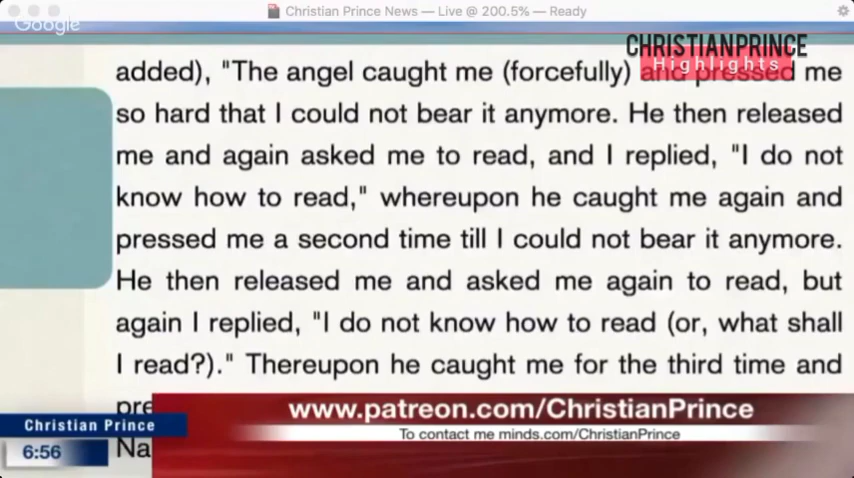 Christian Prince News — Live @ 200.5% — Ready
Google
CHRISTIAN PRINCE
Highlights
added), "The angel caught me (forcefully) and pressed me
so hard that I could not bear it anymore. He then released
me and again asked me to read, and I replied, "I do not
know how to read," whereupon he caught me again and
pressed me a second time till I could not bear it anymore.
He then released me and asked me again to read, but
again I replied, "I do not know how to read (or, what shall
I read?)." Thereupon he caught me for the third time and
pre
Na
www.patreon.com/ChristianPrince
To contact me minds.com/ChristianPrince
Christian Prince
6:56